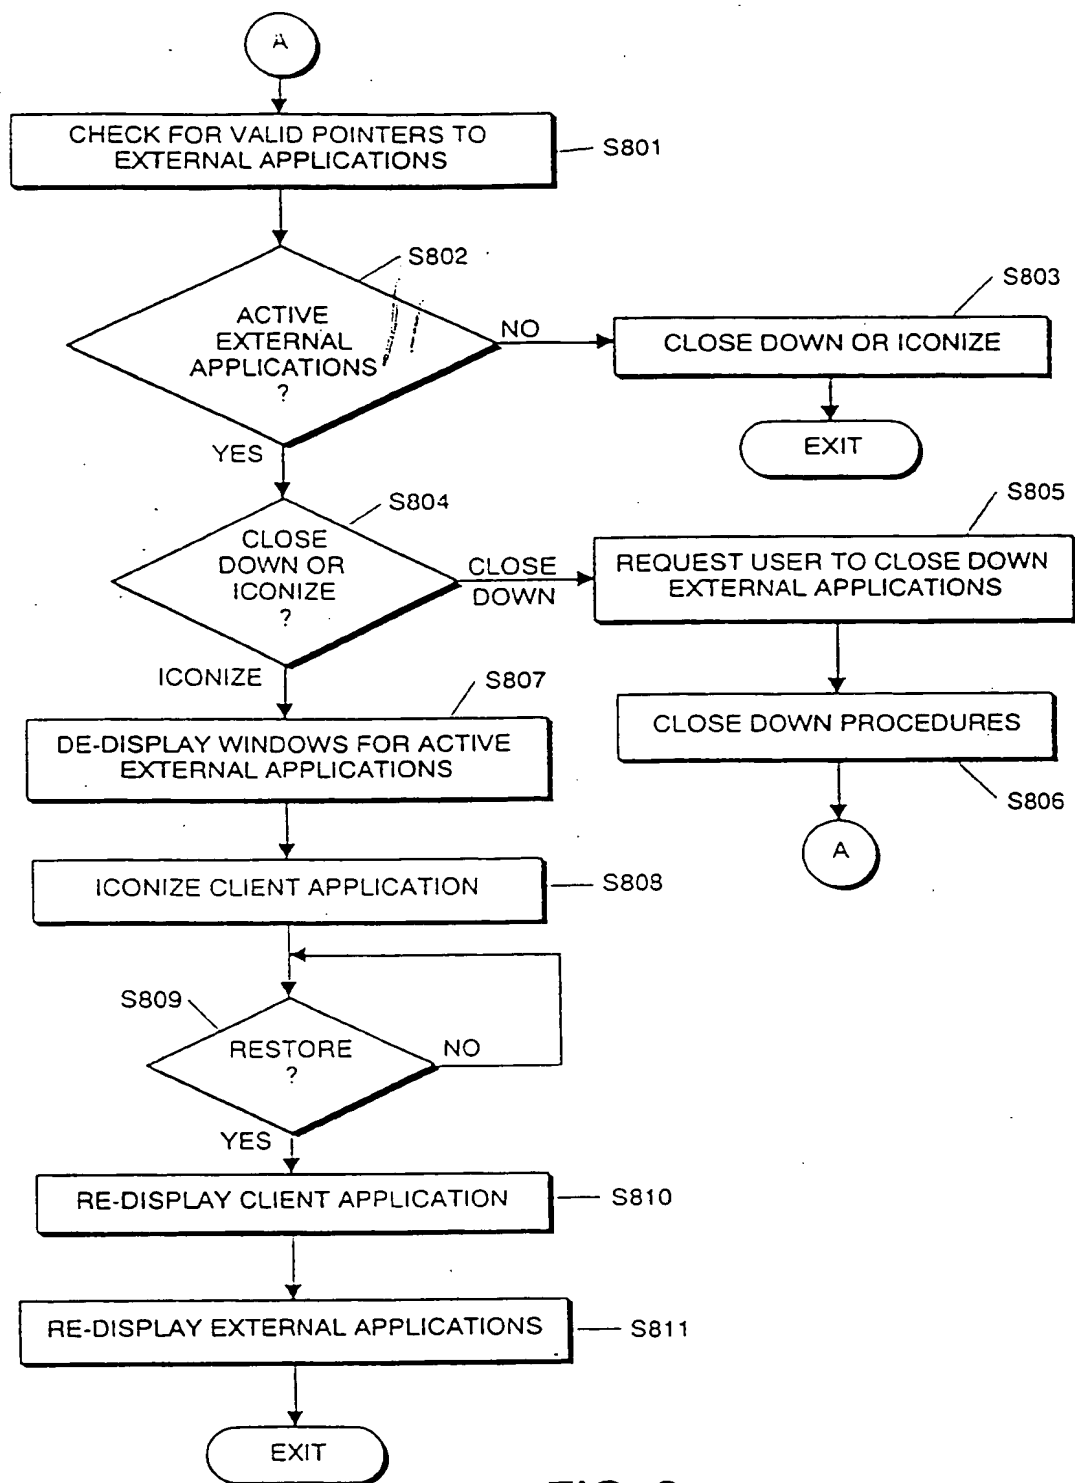 A
CHECK FOR VALID POINTERS TO
EXTERNAL APPLICATIONS
S801
S802
ACTIVE
EXTERNAL
APPLICATIONS
?
NO
YES
S803
CLOSE DOWN OR ICONIZE
EXIT
S804
CLOSE
DOWN OR
ICONIZE
?
CLOSE
DOWN
ICONIZE
S805
REQUEST USER TO CLOSE DOWN
EXTERNAL APPLICATIONS
CLOSE DOWN PROCEDURES
S806
A
S807
DE-DISPLAY WINDOWS FOR ACTIVE
EXTERNAL APPLICATIONS
ICONIZE CLIENT APPLICATION
S808
S809
RESTORE
?
NO
YES
RE-DISPLAY CLIENT APPLICATION
S810
RE-DISPLAY EXTERNAL APPLICATIONS
S811
EXIT